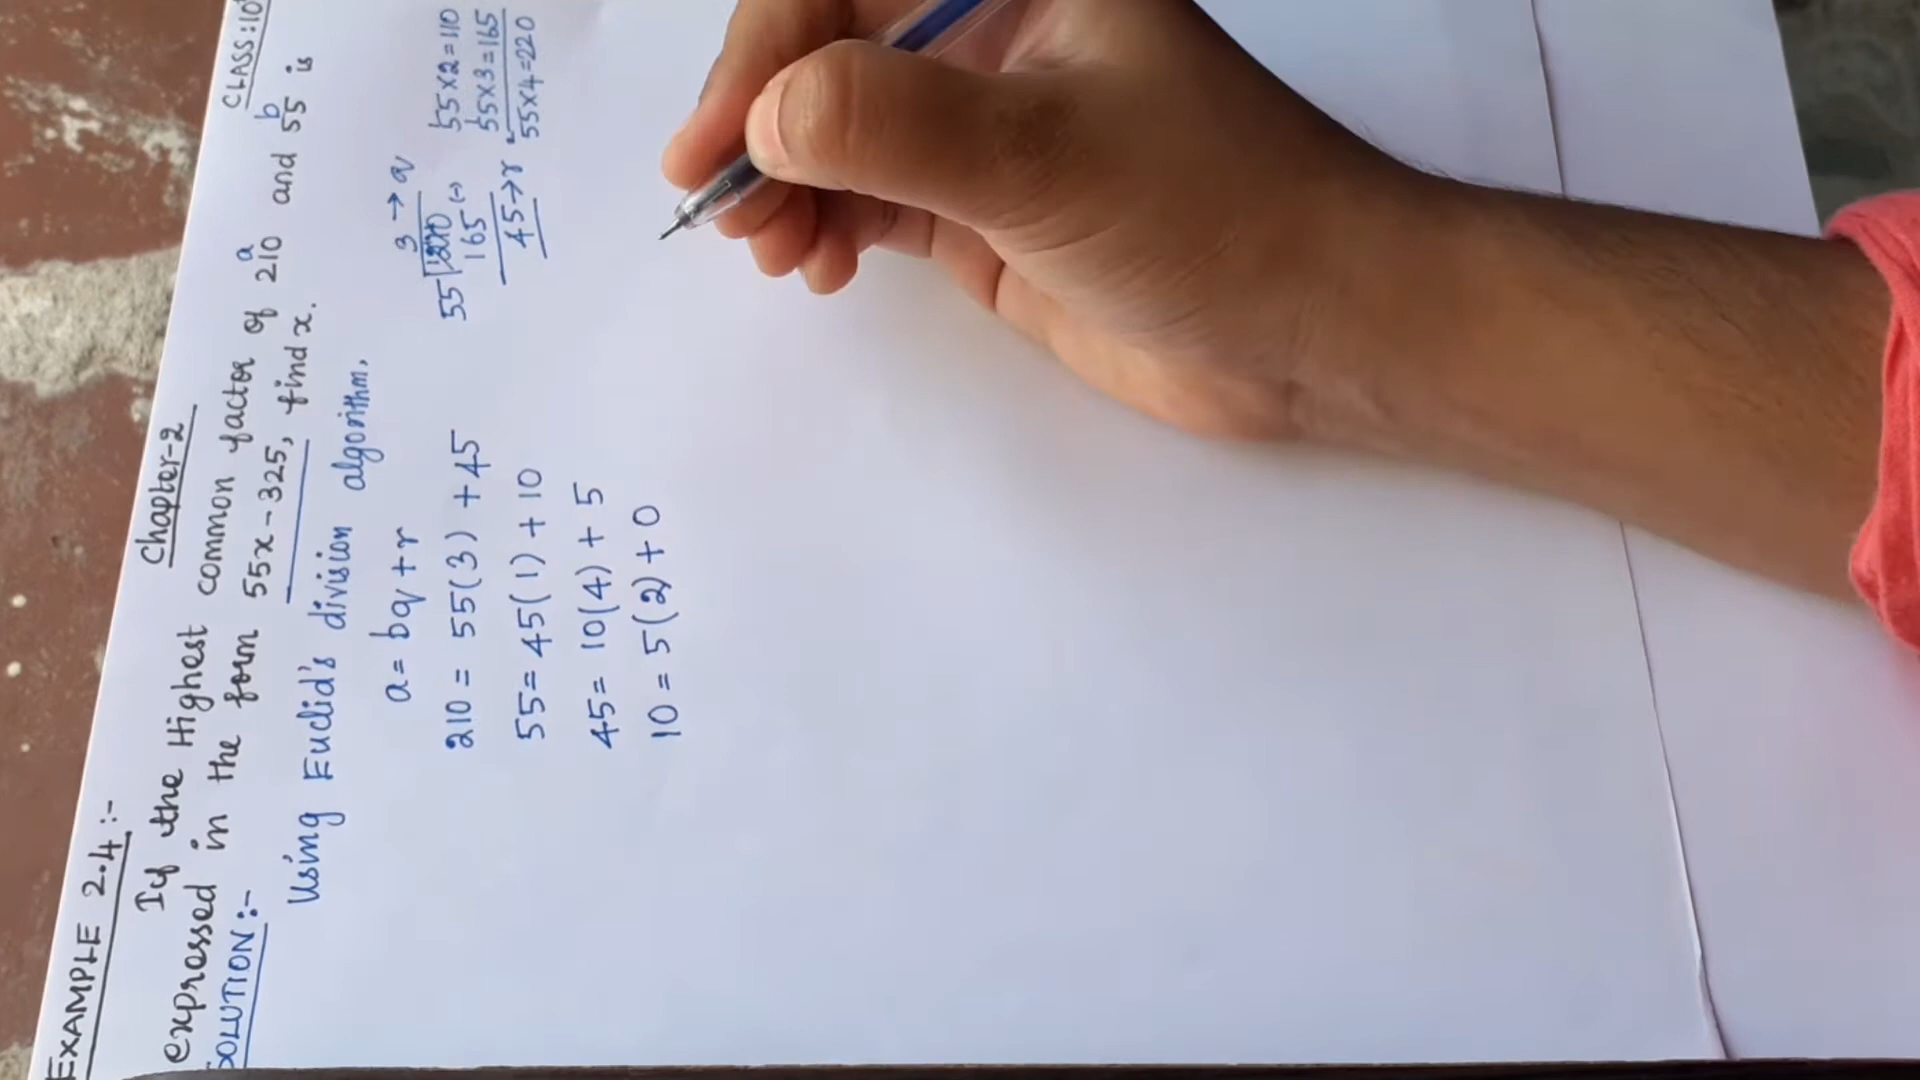 EXAMPLE 2.4:-
Chapter-2
CLASS:10
If the Highest common factor of 210 and 55 is
a
b
expressed in the form 55x-325, find x.
SOLUTION:-
Using Euclid's division algorithm.
a = bq + r
210 = 55(3) + 45
55 = 45(1) + 10
45 = 10(4) + 5
10 = 5(2) + 0
3 → q
55
165 (-)
45 → r
55×2=110
55×3=165
55×4=220